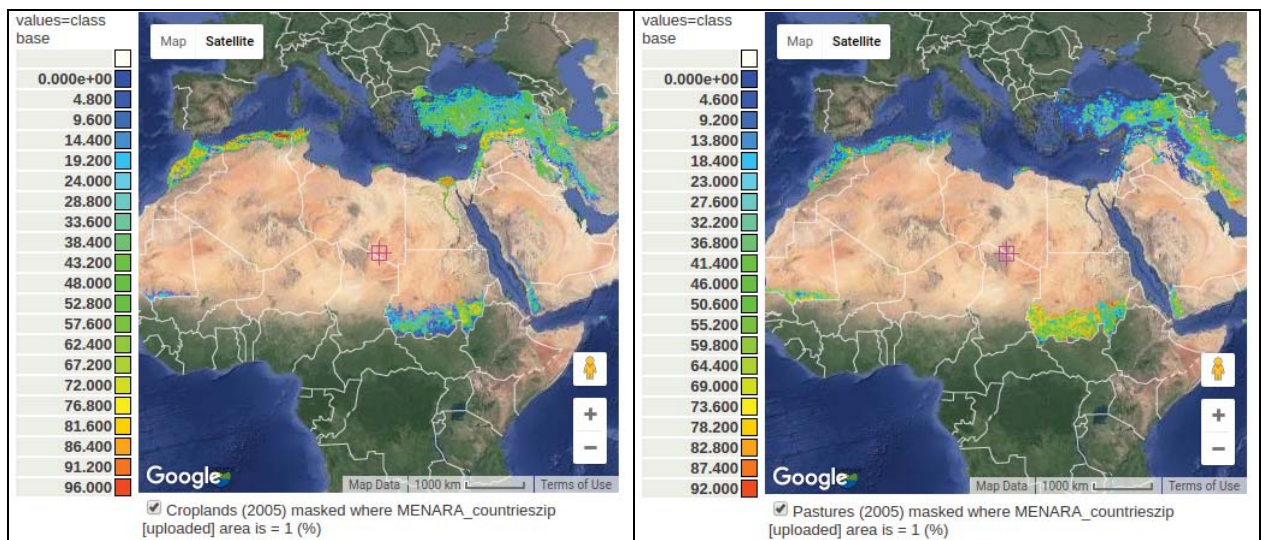 values=class
base
0.000e+00
4.800
9.600
14.400
19.200
24.000
28.800
33.600
38.400
43.200
48.000
52.800
57.600
62.400
67.200
72.000
76.800
81.600
86.400
91.200
96.000
Map Satellite
Google
Map Data 1000 km Terms of Use
Croplands (2005) masked where MENARA_countrieszip
[uploaded] area is = 1 (%)
values=class
base
0.000e+00
4.600
9.200
13.800
18.400
23.000
27.600
32.200
36.800
41.400
46.000
50.600
55.200
59.800
64.400
69.000
73.600
78.200
82.800
87.400
92.000
Map Satellite
Google
Map Data 1000 km Terms of Use
Pastures (2005) masked where MENARA_countrieszip
[uploaded] area is = 1 (%)